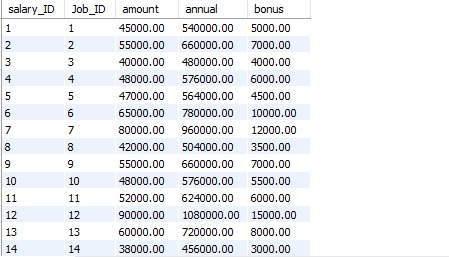 salary_ID Job_ID amount annual bonus
1 1 45000.00 540000.00 5000.00
2 2 55000.00 660000.00 7000.00
3 3 40000.00 480000.00 4000.00
4 4 48000.00 576000.00 6000.00
5 5 47000.00 564000.00 4500.00
6 6 65000.00 780000.00 10000.00
7 7 80000.00 960000.00 12000.00
8 8 42000.00 504000.00 3500.00
9 9 55000.00 660000.00 7000.00
10 10 48000.00 576000.00 5500.00
11 11 52000.00 624000.00 6000.00
12 12 90000.00 1080000.00 15000.00
13 13 60000.00 720000.00 8000.00
14 14 38000.00 456000.00 3000.00